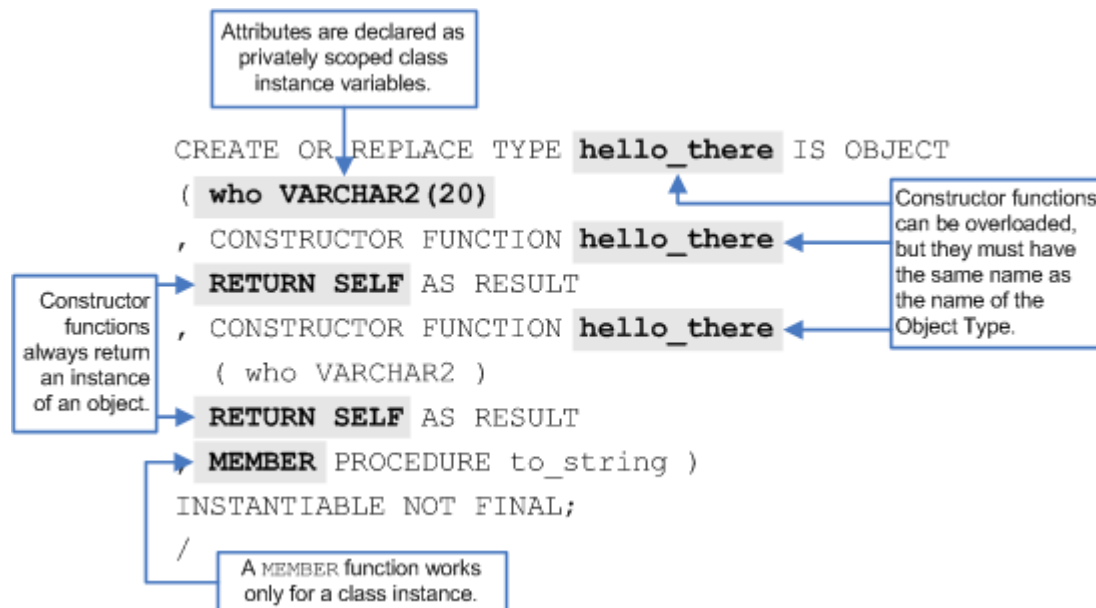 Attributes are declared as
privately scoped class
instance variables.
CREATE OR REPLACE TYPE hello_there IS OBJECT
( who VARCHAR2(20)
, CONSTRUCTOR FUNCTION hello_there
RETURN SELF AS RESULT
, CONSTRUCTOR FUNCTION hello_there
( who VARCHAR2 )
RETURN SELF AS RESULT
, MEMBER PROCEDURE to_string )
INSTANTIABLE NOT FINAL;
/
Constructor functions
can be overloaded,
but they must have
the same name as
the name of the
Object Type.
Constructor
functions
always return
an instance
of an object.
A MEMBER function works
only for a class instance.